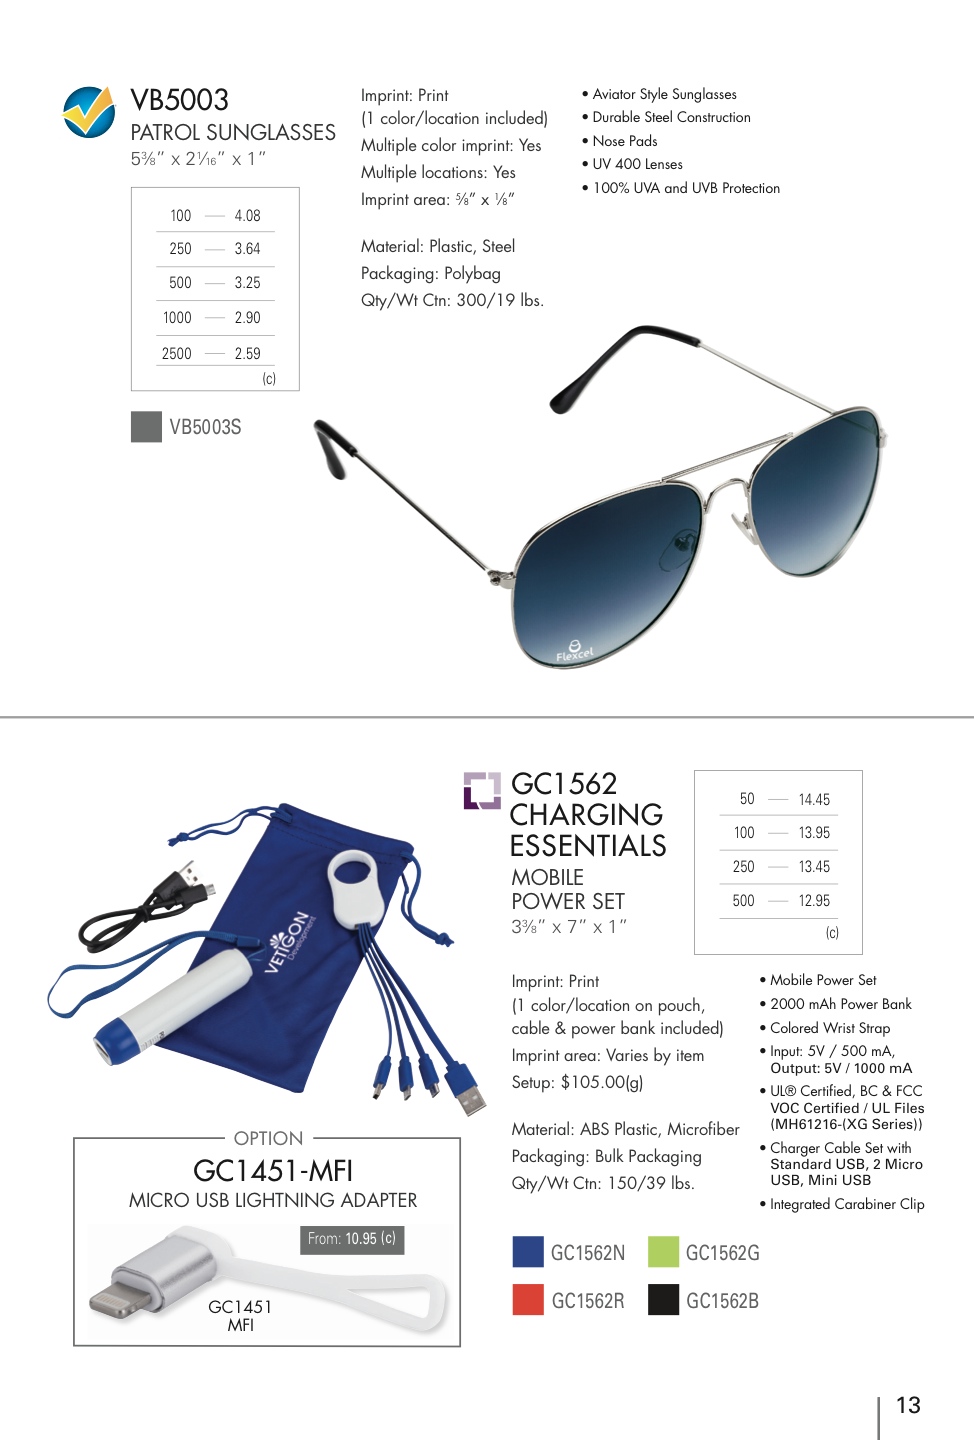 VB5003
PATROL SUNGLASSES
5⅜” x 2¹⁄₁₆” x 1”
100 — 4.08
250 — 3.64
500 — 3.25
1000 — 2.90
2500 — 2.59
(c)
VB5003S
Imprint: Print
(1 color/location included)
Multiple color imprint: Yes
Multiple locations: Yes
Imprint area: ⅝” x ⅛”
Material: Plastic, Steel
Packaging: Polybag
Qty/Wt Ctn: 300/19 lbs.
• Aviator Style Sunglasses
• Durable Steel Construction
• Nose Pads
• UV 400 Lenses
• 100% UVA and UVB Protection
Flexcel
VETIGON
Development
GC1562
CHARGING
ESSENTIALS
MOBILE
POWER SET
3⅜” x 7” x 1”
50 — 14.45
100 — 13.95
250 — 13.45
500 — 12.95
(c)
Imprint: Print
(1 color/location on pouch,
cable & power bank included)
Imprint area: Varies by item
Setup: $105.00(g)
Material: ABS Plastic, Microfiber
Packaging: Bulk Packaging
Qty/Wt Ctn: 150/39 lbs.
• Mobile Power Set
• 2000 mAh Power Bank
• Colored Wrist Strap
• Input: 5V / 500 mA,
Output: 5V / 1000 mA
• UL® Certified, BC & FCC
VOC Certified / UL Files
(MH61216-(XG Series))
• Charger Cable Set with
Standard USB, 2 Micro
USB, Mini USB
• Integrated Carabiner Clip
GC1562N
GC1562G
GC1562R
GC1562B
OPTION
GC1451-MFI
MICRO USB LIGHTNING ADAPTER
From: 10.95 (c)
GC1451
MFI
13